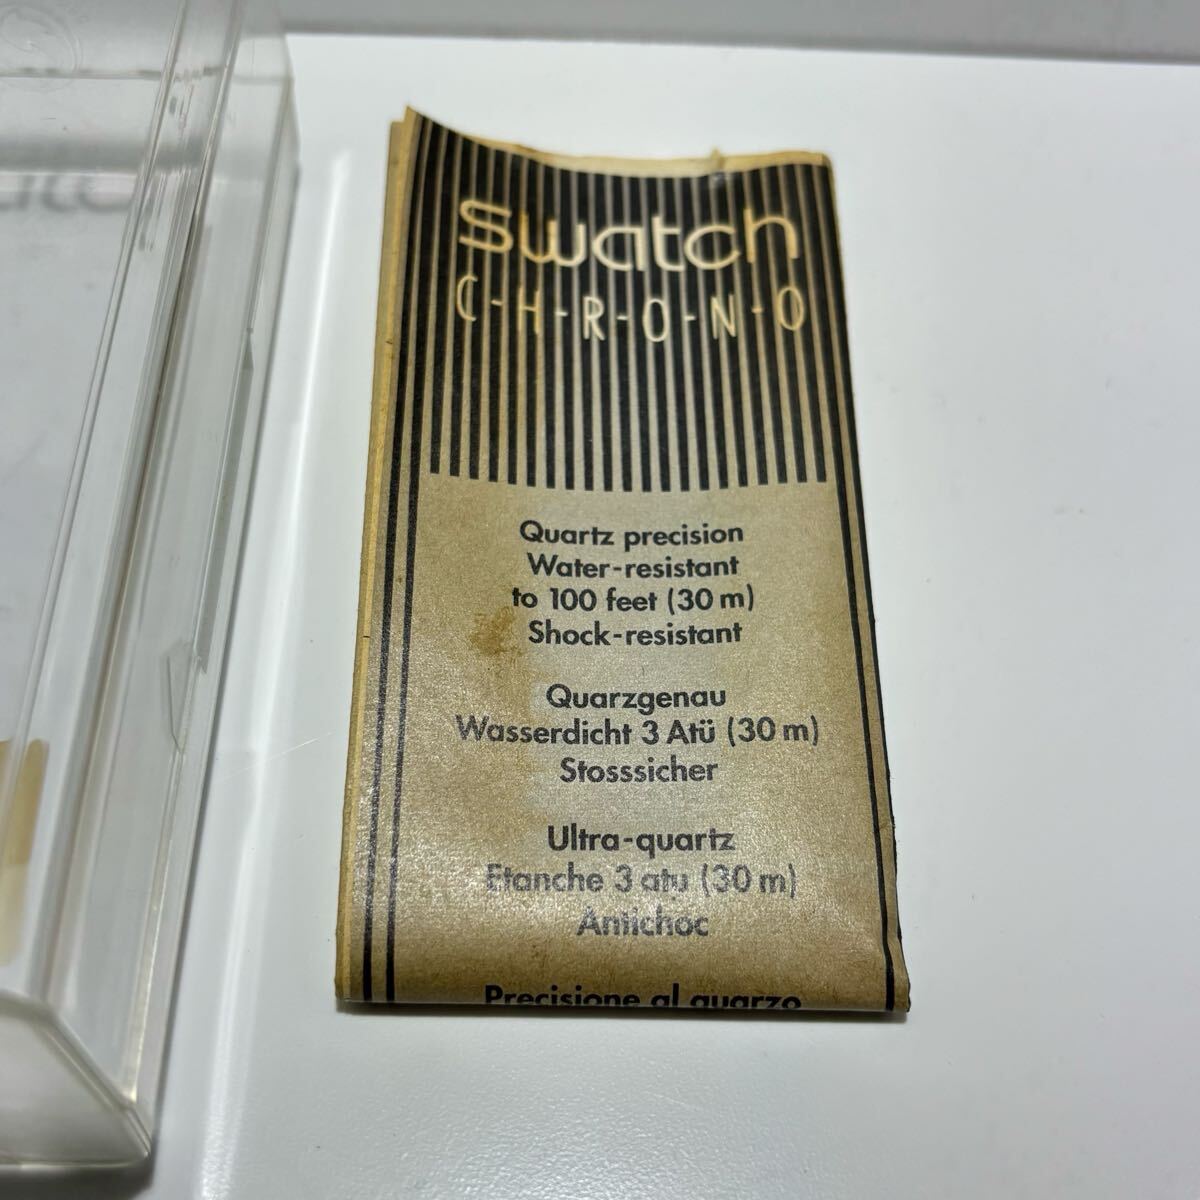 swatch
C-H-R-O-N-O
Quartz precision
Water-resistant
to 100 feet (30 m)
Shock-resistant
Quarzgenau
Wasserdicht 3 Atü (30 m)
Stosssicher
Ultra-quartz
Etanche 3 atu (30 m)
Antichoc
Precisione al quarzo